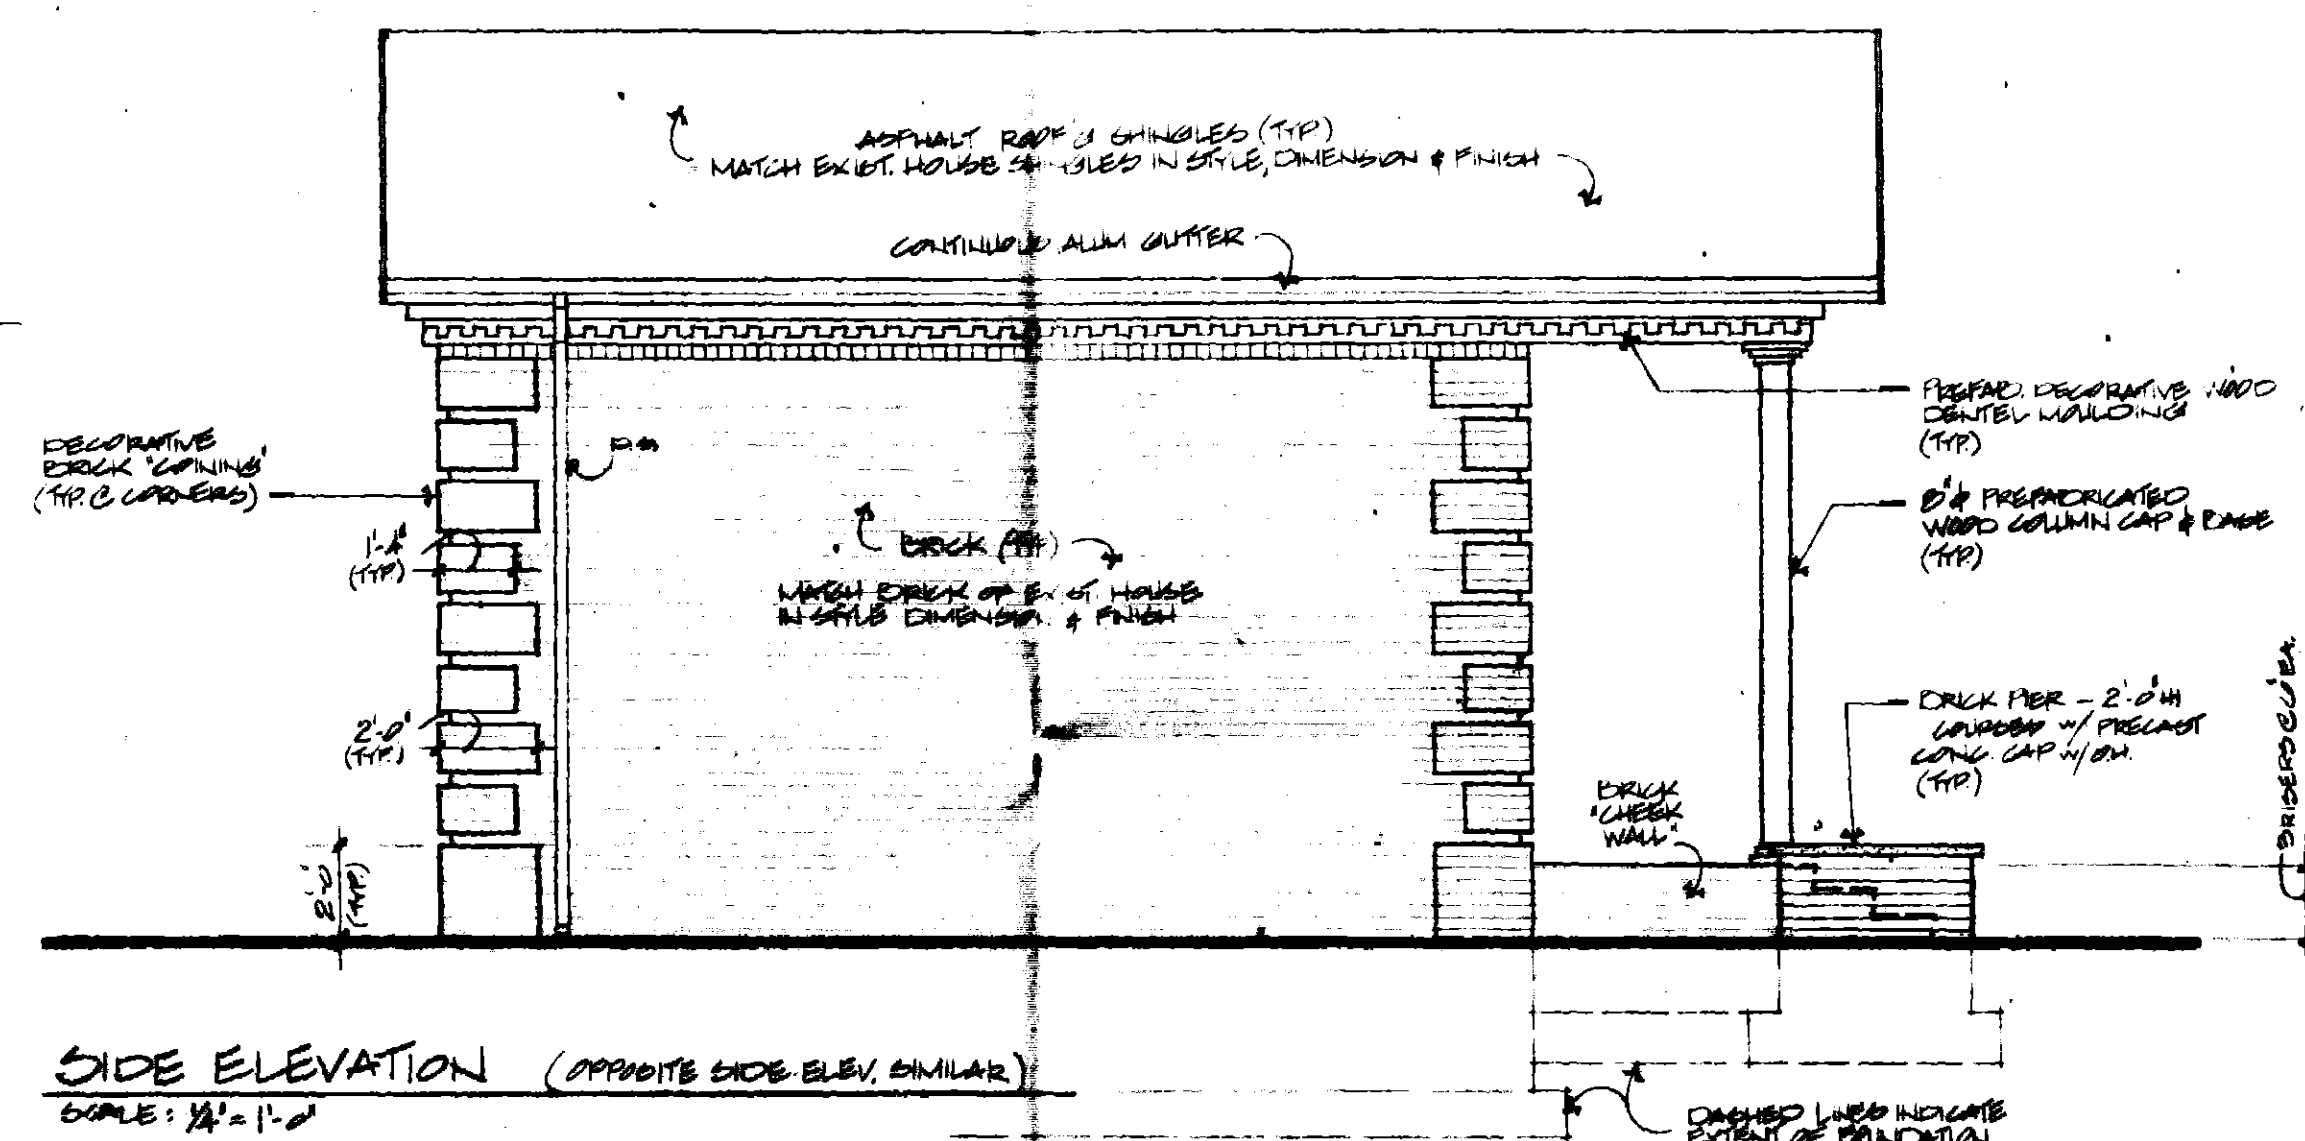 ASPHALT ROOF'G SHINGLES (TYP.)
MATCH EXIST. HOUSE SHINGLES IN STYLE, DIMENSION & FINISH
CONTINUOUS ALUM GUTTER
DECORATIVE
BRICK "COINING"
(TYP. @ CORNERS)
1'-4"
(TYP.)
2'-0"
(TYP.)
2'-0"
(TYP.)
D.S.
BRICK (TYP.)
MATCH BRICK OF EXIST. HOUSE
IN STYLE DIMENSION & FINISH
PREFAB. DECORATIVE WOOD
DENTEL MOULDING
(TYP.)
8"ø PREFABRICATED
WOOD COLUMN CAP & BASE
(TYP.)
BRICK PIER - 2'-0"H
COURSES W/ PRECAST
CONC. CAP W/ O.H.
(TYP.)
BRICK
"CHEEK
WALL"
SIDE ELEVATION (OPPOSITE SIDE ELEV. SIMILAR)
SCALE: 1/4" = 1'-0"
DASHED LINES INDICATE
EXTENT OF FOUNDATION